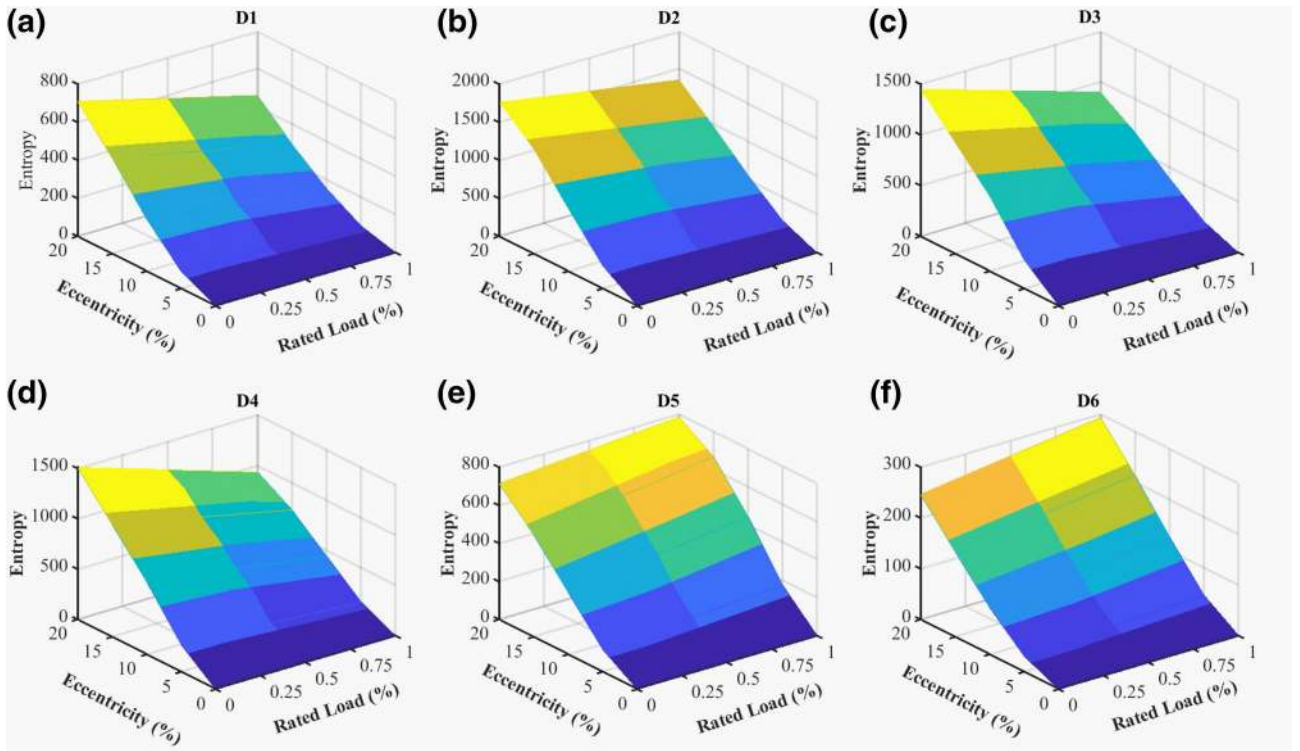 (a)
D1
800
600
400
200
0
Entropy
20
15
10
5
0
Eccentricity (%)
0
0.25
0.5
0.75
1
Rated Load (%)
(b)
D2
2000
1500
1000
500
0
Entropy
20
15
10
5
0
Eccentricity (%)
0
0.25
0.5
0.75
1
Rated Load (%)
(c)
D3
1500
1000
500
0
Entropy
20
15
10
5
0
Eccentricity (%)
0
0.25
0.5
0.75
1
Rated Load (%)
(d)
D4
1500
1000
500
0
Entropy
20
15
10
5
0
Eccentricity (%)
0
0.25
0.5
0.75
1
Rated Load (%)
(e)
D5
800
600
400
200
0
Entropy
20
15
10
5
0
Eccentricity (%)
0
0.25
0.5
0.75
1
Rated Load (%)
(f)
D6
300
200
100
0
Entropy
20
15
10
5
0
Eccentricity (%)
0
0.25
0.5
0.75
1
Rated Load (%)